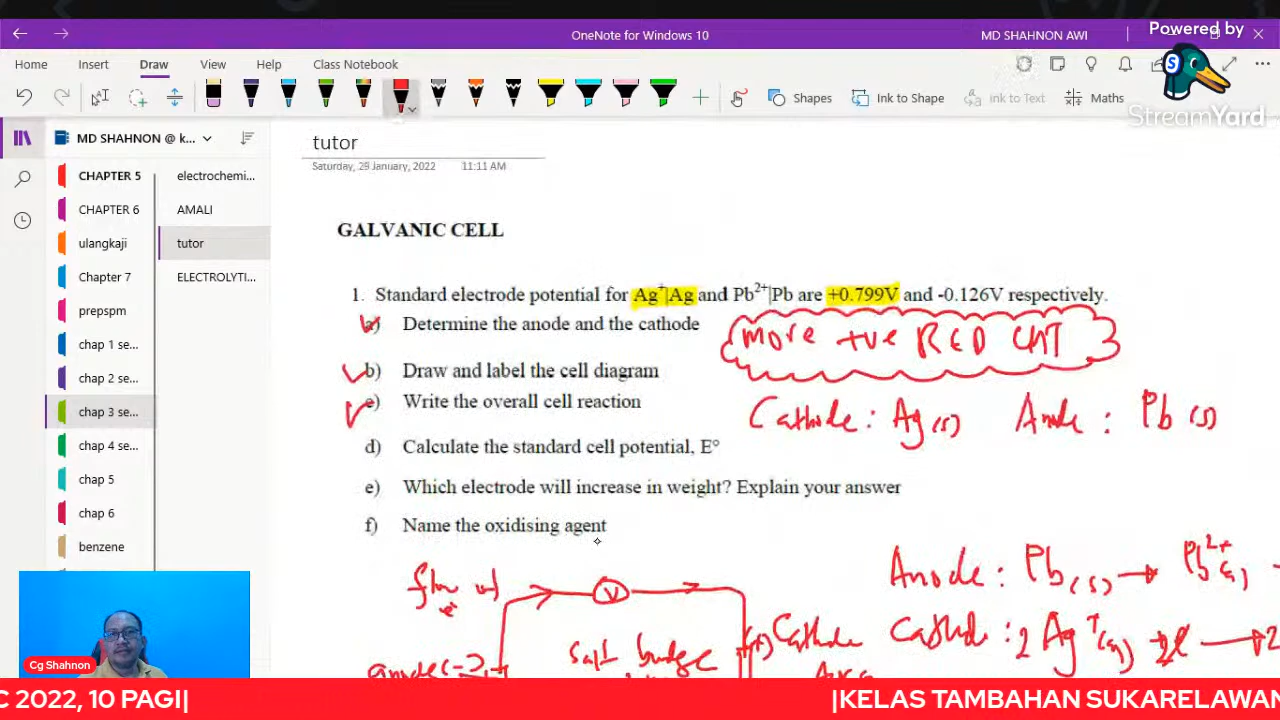 OneNote for Windows 10
MD SHAHNON AWI
Powered by
StreamYard
Home
Insert
Draw
View
Help
Class Notebook
Shapes
Ink to Shape
Ink to Text
Maths
MD SHAHNON @ k...
CHAPTER 5
CHAPTER 6
ulangkaji
Chapter 7
prepspm
chap 1 se...
chap 2 se...
chap 3 se...
chap 4 se...
chap 5
chap 6
benzene
electrochemi...
AMALI
tutor
ELECTROLYTI...
tutor
Saturday, 29 January, 2022 11:11 AM
GALVANIC CELL
1. Standard electrode potential for Ag⁺|Ag and Pb²⁺|Pb are +0.799V and -0.126V respectively.
a) Determine the anode and the cathode
More +ve RED CAT
b) Draw and label the cell diagram
c) Write the overall cell reaction
Cathode : Ag(s) Anode : Pb(s)
d) Calculate the standard cell potential, E°
e) Which electrode will increase in weight? Explain your answer
f) Name the oxidising agent
Anode : Pb(s) → Pb²⁺
V
Cathode
salt
Cg Shahnon
C 2022, 10 PAGI|
|KELAS TAMBAHAN SUKARELAWAN